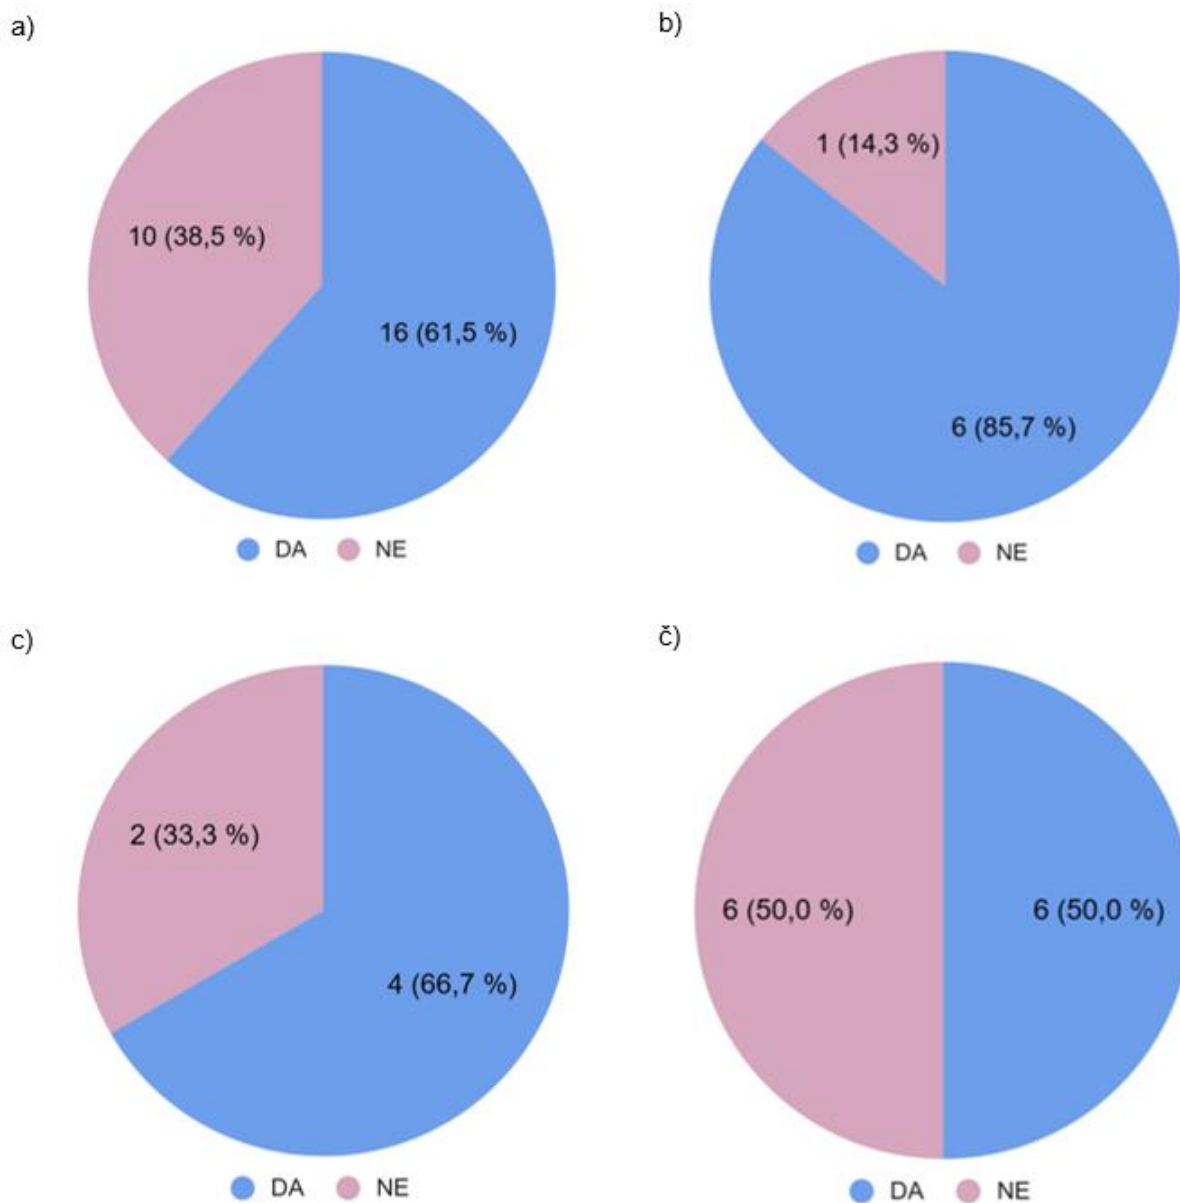 a)
10 (38,5 %)
16 (61,5 %)
DA NE
b)
1 (14,3 %)
6 (85,7 %)
DA NE
c)
2 (33,3 %)
4 (66,7 %)
DA NE
č)
6 (50,0 %)
6 (50,0 %)
DA NE